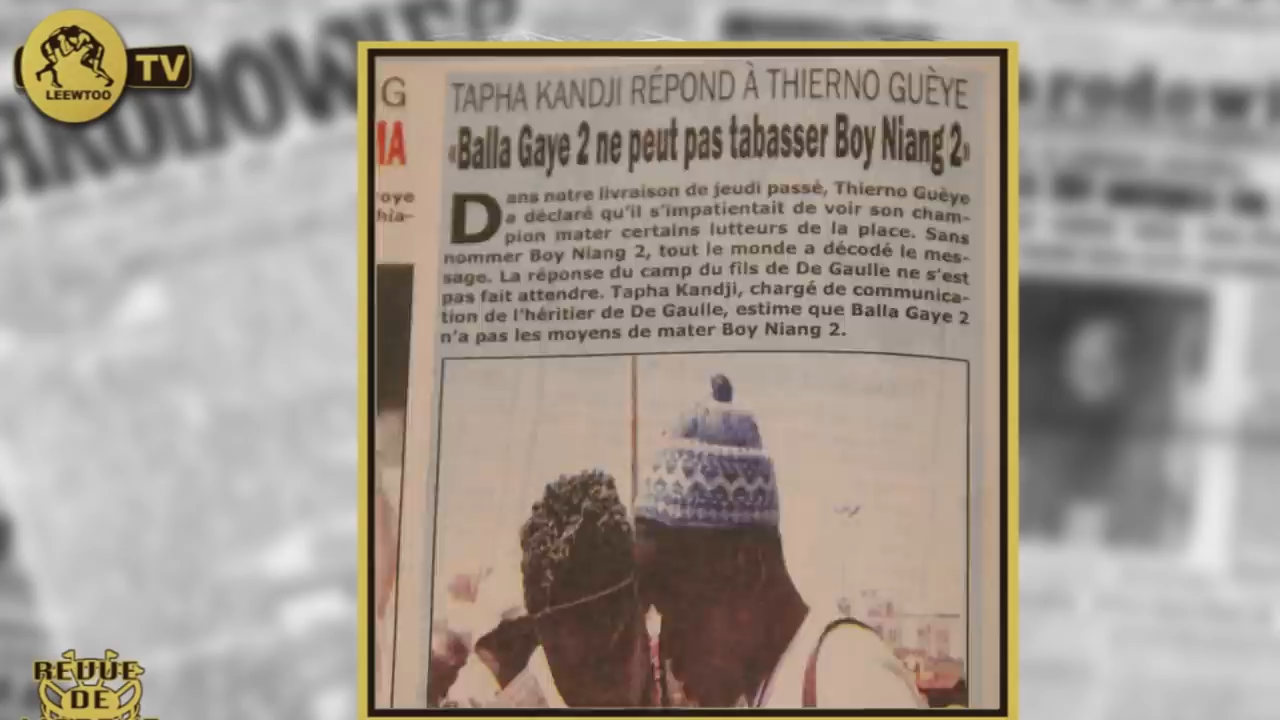 LEEWTOO
TV
G
IA
oye
hia-
TAPHA KANDJI RÉPOND À THIERNO GUÈYE
«Balla Gaye 2 ne peut pas tabasser Boy Niang 2»
Dans notre livraison de jeudi passé, Thierno Guèye
a déclaré qu'il s'impatientait de voir son cham-
pion mater certains lutteurs de la place. Sans
nommer Boy Niang 2, tout le monde a décodé le mes-
sage. La réponse du camp du fils de De Gaulle ne s'est
pas fait attendre. Tapha Kandji, chargé de communica-
tion de l'héritier de De Gaulle, estime que Balla Gaye 2
n'a pas les moyens de mater Boy Niang 2.
REVUE
DE